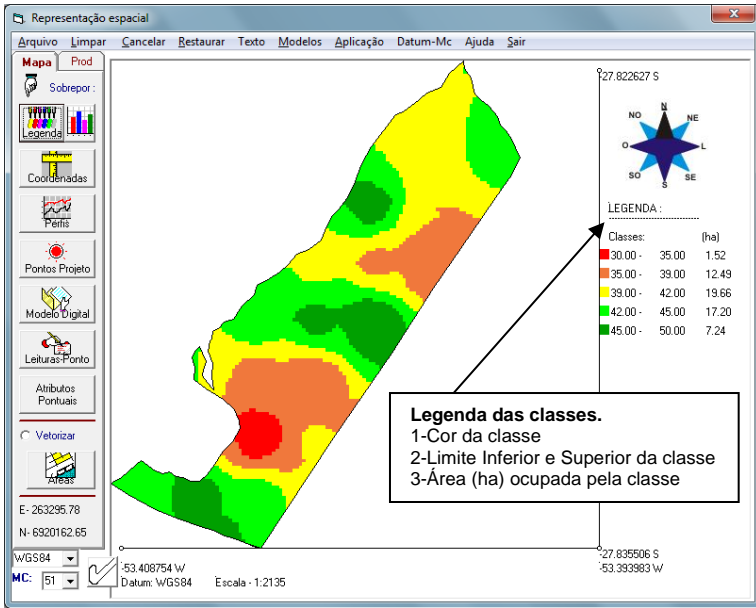 Representação espacial
Arquivo Limpar Cancelar Restaurar Texto Modelos Aplicação Datum-Mc Ajuda Sair
Mapa Prod
Sobrepor :
Legenda
Coordenadas
Pérfis
Pontos Projeto
Modelo Digital
Leituras-Ponto
Atributos
Pontuais
Vetorizar
Áreas
E- 263295.78
N- 6920162.65
WGS84
MC: 51
-27.822627 S
N
NO NE
O L
SO SE
S
LEGENDA :
Classes: (ha)
30.00 - 35.00 1.52
35.00 - 39.00 12.49
39.00 - 42.00 19.66
42.00 - 45.00 17.20
45.00 - 50.00 7.24
Legenda das classes.
1-Cor da classe
2-Limite Inferior e Superior da classe
3-Área (ha) ocupada pela classe
-27.835506 S
-53.408754 W
-53.393983 W
Datum: WGS84 Escala - 1:2135